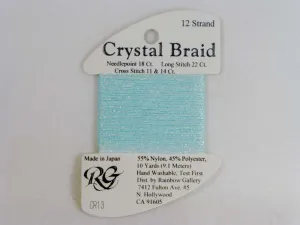 12 Strand
Crystal Braid
Needlepoint 18 Ct. Long Stitch 22 Ct.
Cross Stitch 11 & 14 Ct.
Made in Japan
RG
CR13
55% Nylon, 45% Polyester,
10 Yards (9.1 Meters)
Hand Washable, Test First
Dist. by Rainbow Gallery
7412 Fulton Ave. #5
N. Hollywood
CA 91605